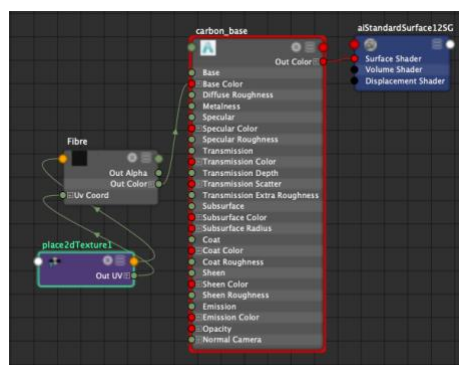 carbon_base
Out Color
Base
Base Color
Diffuse Roughness
Metalness
Specular
Specular Color
Specular Roughness
Transmission
Transmission Color
Transmission Depth
Transmission Scatter
Transmission Extra Roughness
Subsurface
Subsurface Color
Subsurface Radius
Coat
Coat Color
Coat Roughness
Sheen
Sheen Color
Sheen Roughness
Emission
Emission Color
Opacity
Normal Camera
aiStandardSurface12SG
Surface Shader
Volume Shader
Displacement Shader
Fibre
Out Alpha
Out Color
Uv Coord
place2dTexture1
Out UV